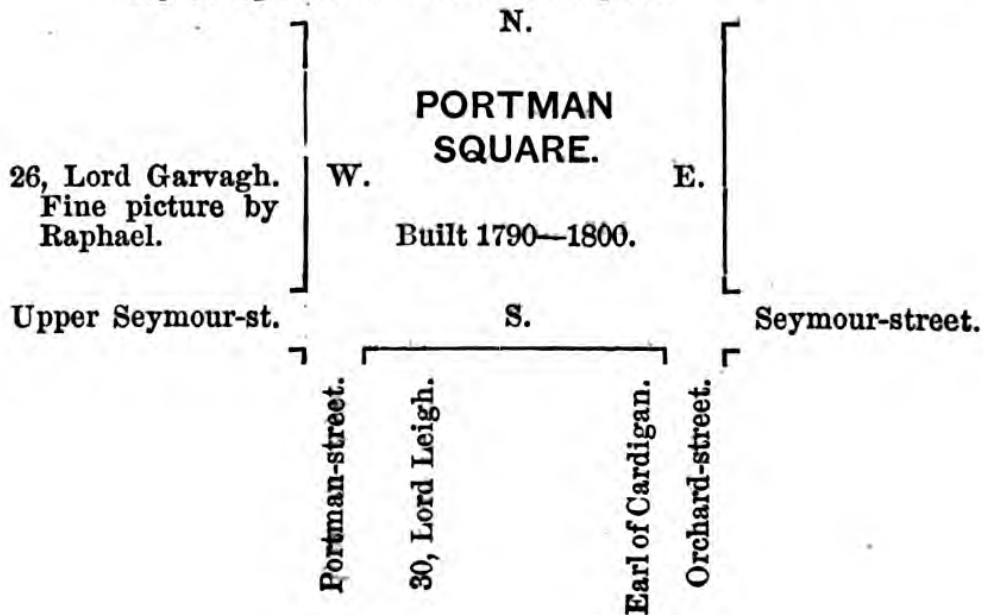 N.
PORTMAN
SQUARE.
26, Lord Garvagh.
Fine picture by
Raphael.
W.
E.
Built 1790—1800.
Upper Seymour-st.
S.
Seymour-street.
Portman-street.
30, Lord Leigh.
Earl of Cardigan.
Orchard-street.